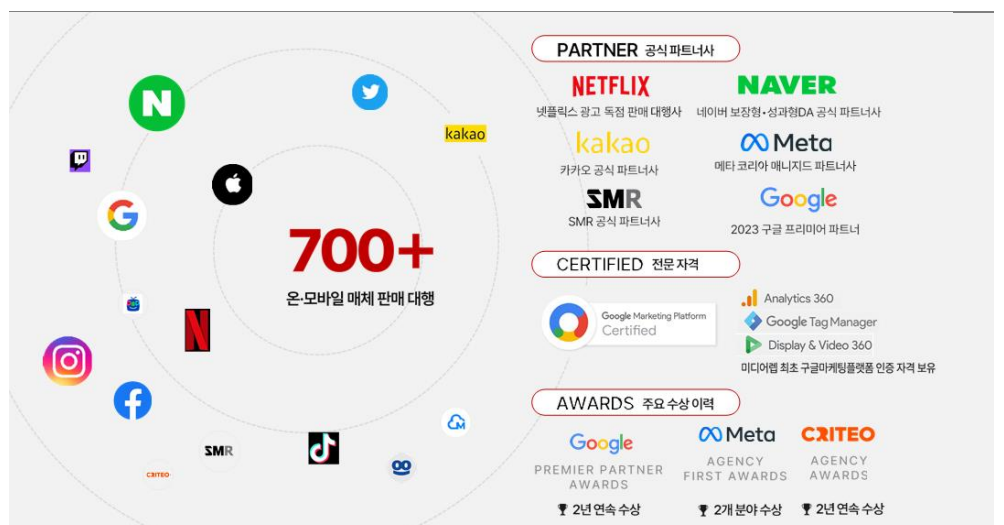 kakao
700+
온·모바일 매체 판매 대행
SMR
CRITEO
PARTNER 공식 파트너사
NETFLIX
넷플릭스 광고 독점 판매 대행사
NAVER
네이버 보장형·성과형DA 공식 파트너사
kakao
카카오 공식 파트너사
Meta
메타 코리아 매니지드 파트너사
SMR
SMR 공식 파트너사
Google
2023 구글 프리미어 파트너
CERTIFIED 전문 자격
Google Marketing Platform
Certified
Analytics 360
Google Tag Manager
Display & Video 360
미디어렙 최초 구글마케팅플랫폼 인증 자격 보유
AWARDS 주요 수상 이력
Google
PREMIER PARTNER
AWARDS
2년 연속 수상
Meta
AGENCY
FIRST AWARDS
2개 분야 수상
CRITEO
AGENCY
AWARDS
2년 연속 수상